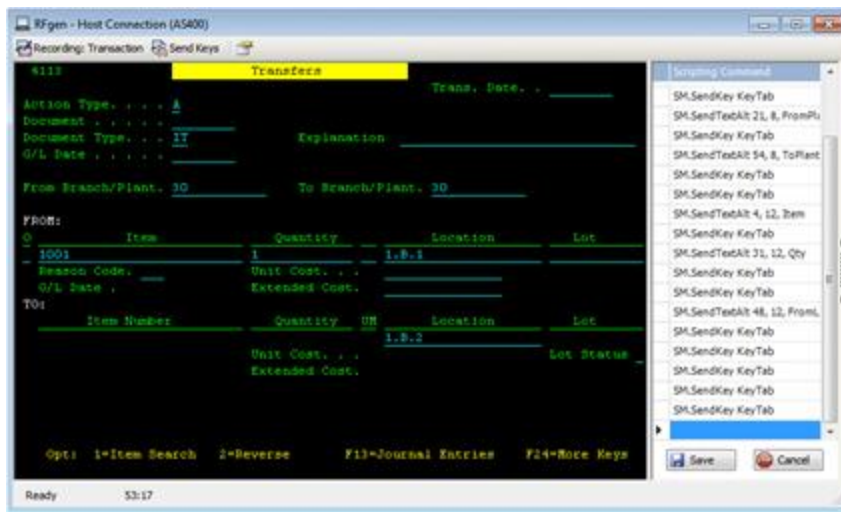 RFgen - Host Connection (AS400)
Recording: Transaction Send Keys
4113 Transfers
Trans. Date. .
Action Type. . . . A
Document . . . . .
Document Type. . . IT Explanation
G/L Date . . . . .
From Branch/Plant. 30 To Branch/Plant. 30
FROM:
O Item Quantity Location Lot
1001 1 1.B.1
Reason Code. Unit Cost. . .
G/L Date . Extended Cost.
TO:
Item Number Quantity UM Location Lot
1.B.2
Unit Cost. . . Lot Status
Extended Cost.
Opt: 1=Item Search 2=Reverse F13=Journal Entries F24=More Keys
Scripting Command
SM.SendKey KeyTab
SM.SendTextAlt 21, 8, FromPl
SM.SendKey KeyTab
SM.SendTextAlt 54, 8, ToPlant
SM.SendKey KeyTab
SM.SendKey KeyTab
SM.SendTextAlt 4, 12, Item
SM.SendKey KeyTab
SM.SendTextAlt 31, 12, Qty
SM.SendKey KeyTab
SM.SendKey KeyTab
SM.SendTextAlt 48, 12, FromL
SM.SendKey KeyTab
SM.SendKey KeyTab
SM.SendKey KeyTab
SM.SendKey KeyTab
SM.SendKey KeyTab
Save Cancel
Ready 53:17